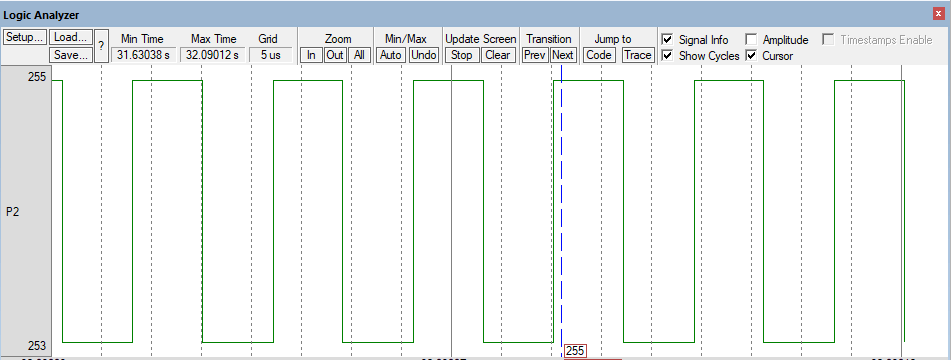 Logic Analyzer
Setup... Load... ? Min Time Max Time Grid Zoom Min/Max Update Screen Transition Jump to Signal Info Amplitude Timestamps Enable
Save... 31.63038 s 32.09012 s 5 us In Out All Auto Undo Stop Clear Prev Next Code Trace Show Cycles Cursor
255
P2
253
255